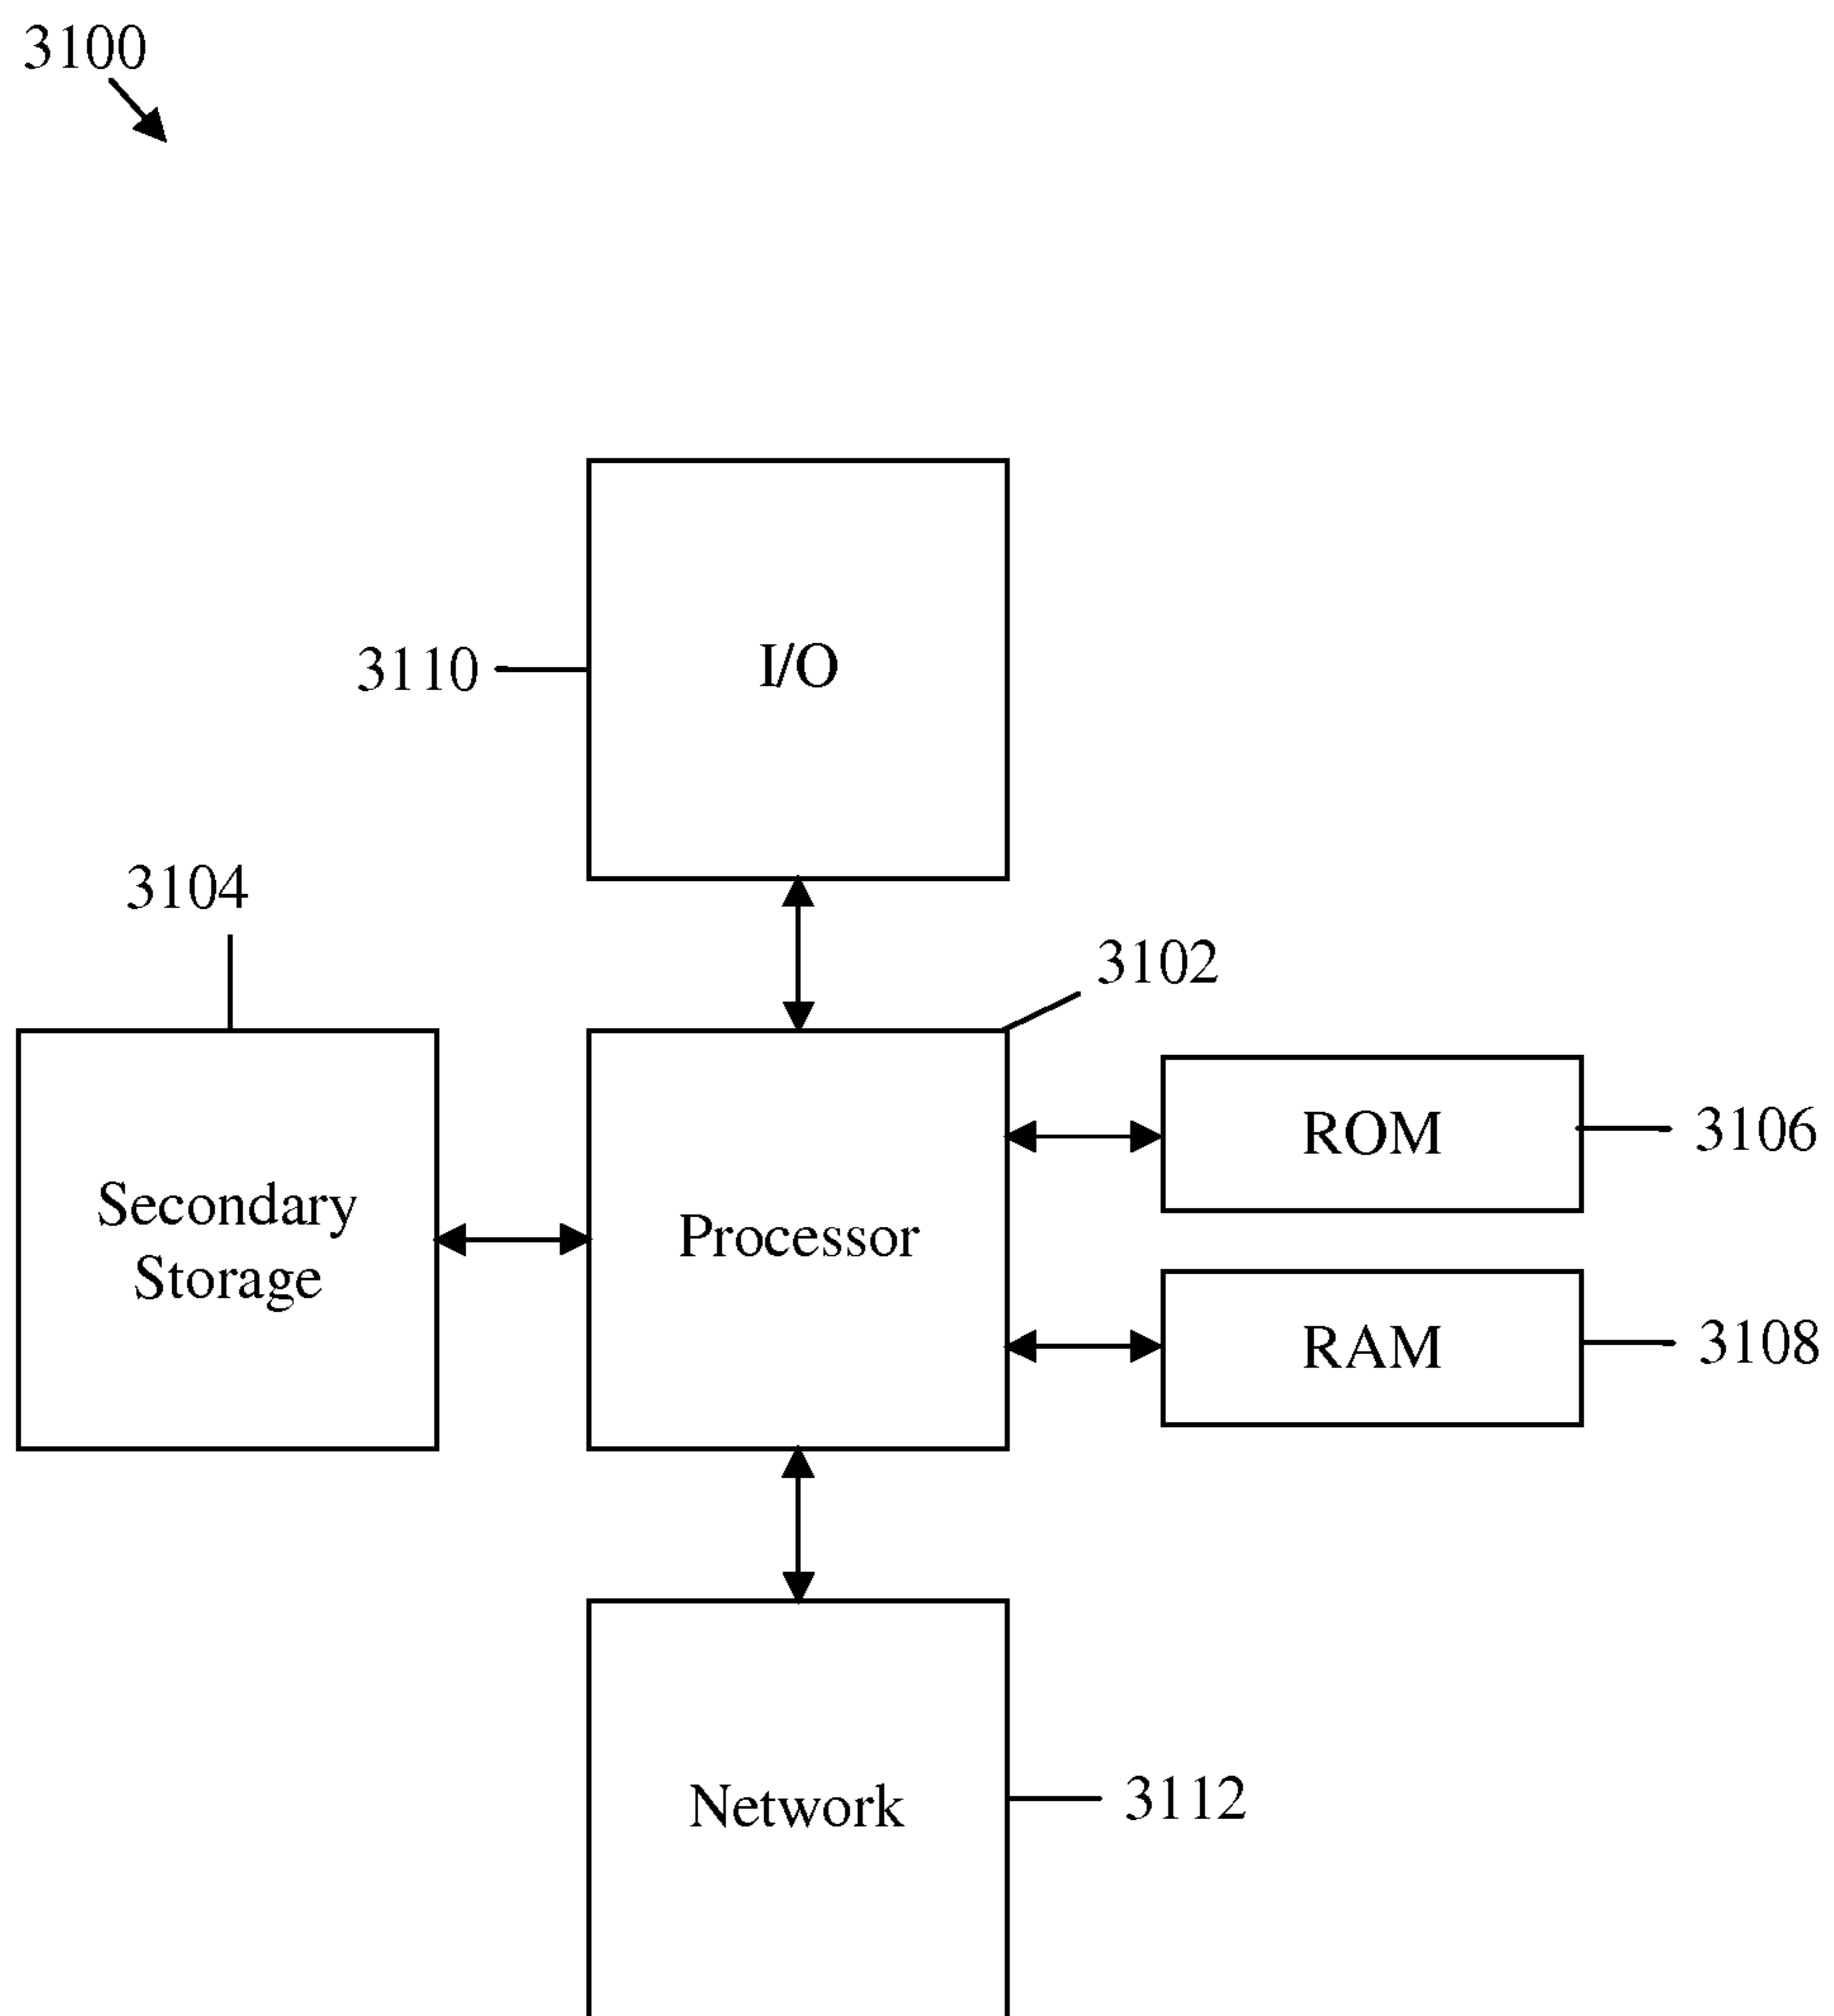 3100
3110
I/O
3104
3102
ROM
3106
Secondary
Storage
Processor
RAM
3108
Network
3112